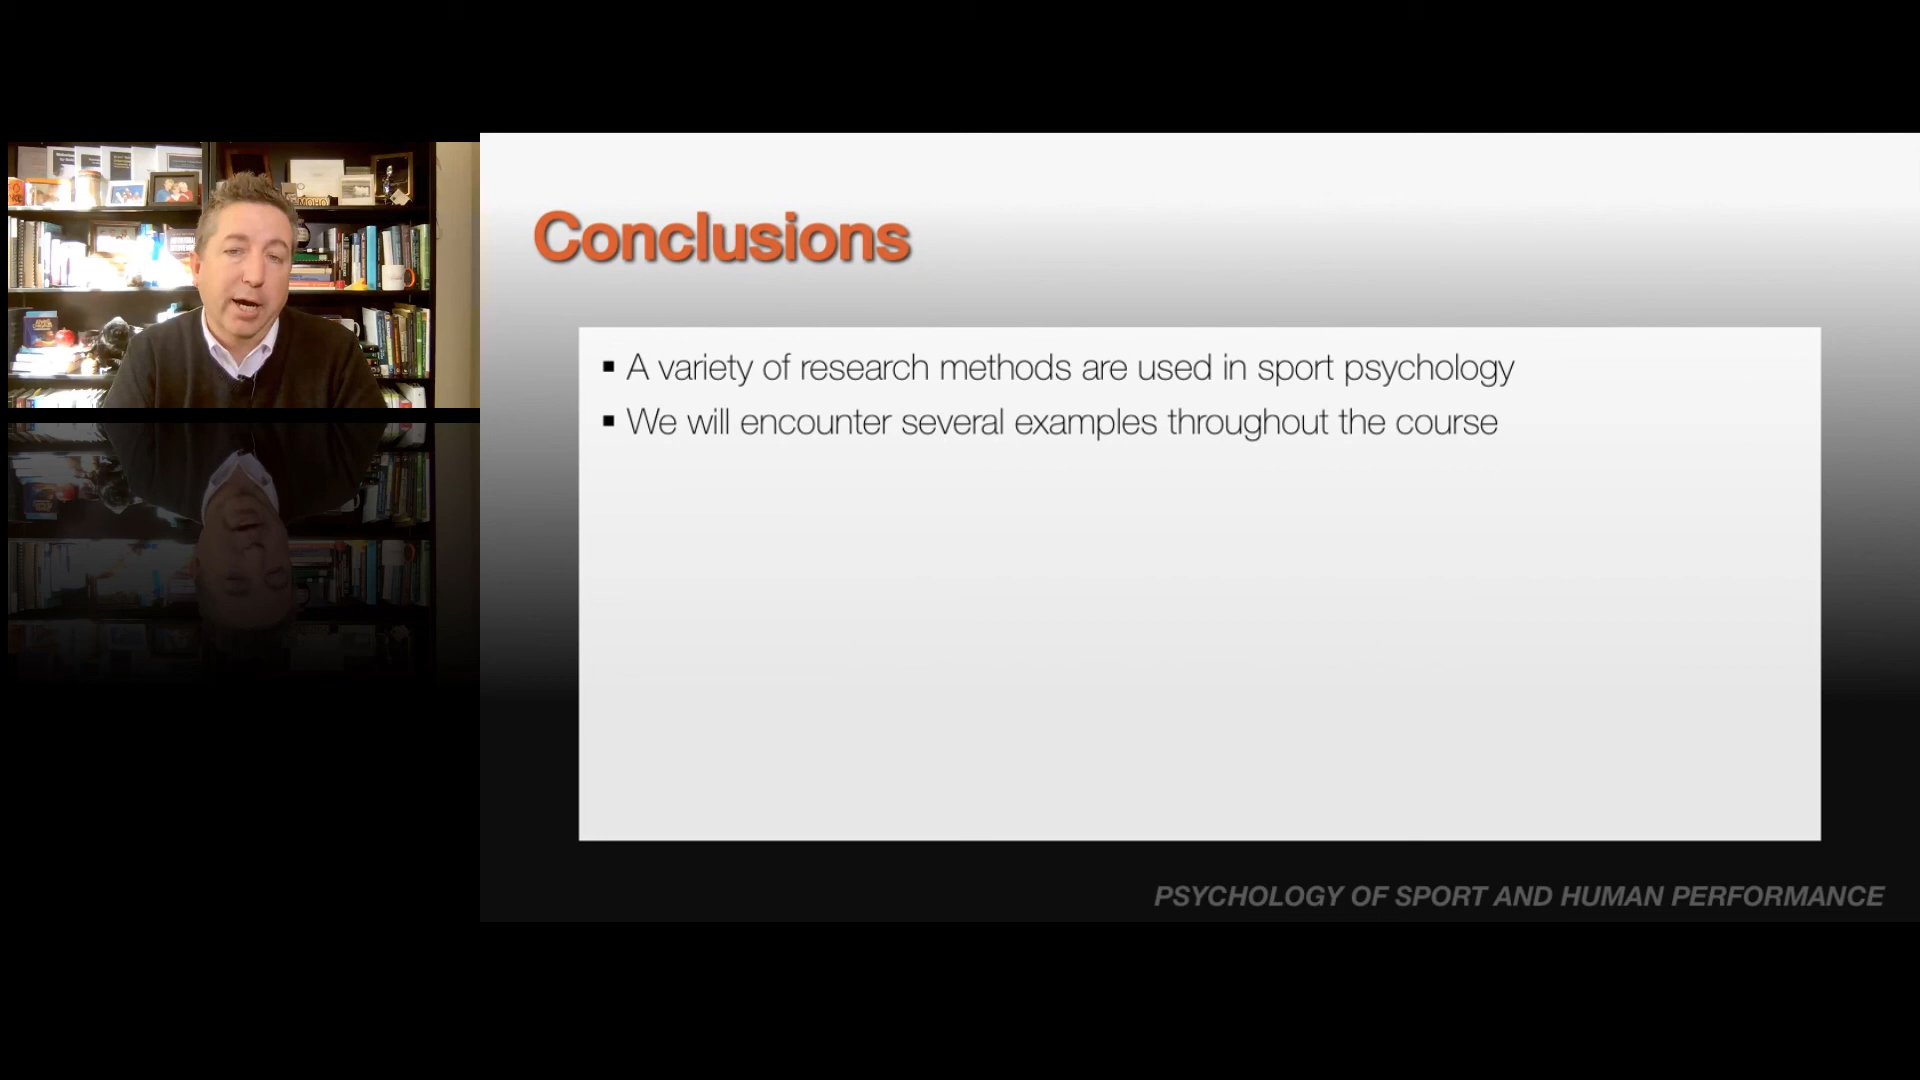 MOHO
Conclusions
▪ A variety of research methods are used in sport psychology
▪ We will encounter several examples throughout the course
PSYCHOLOGY OF SPORT AND HUMAN PERFORMANCE